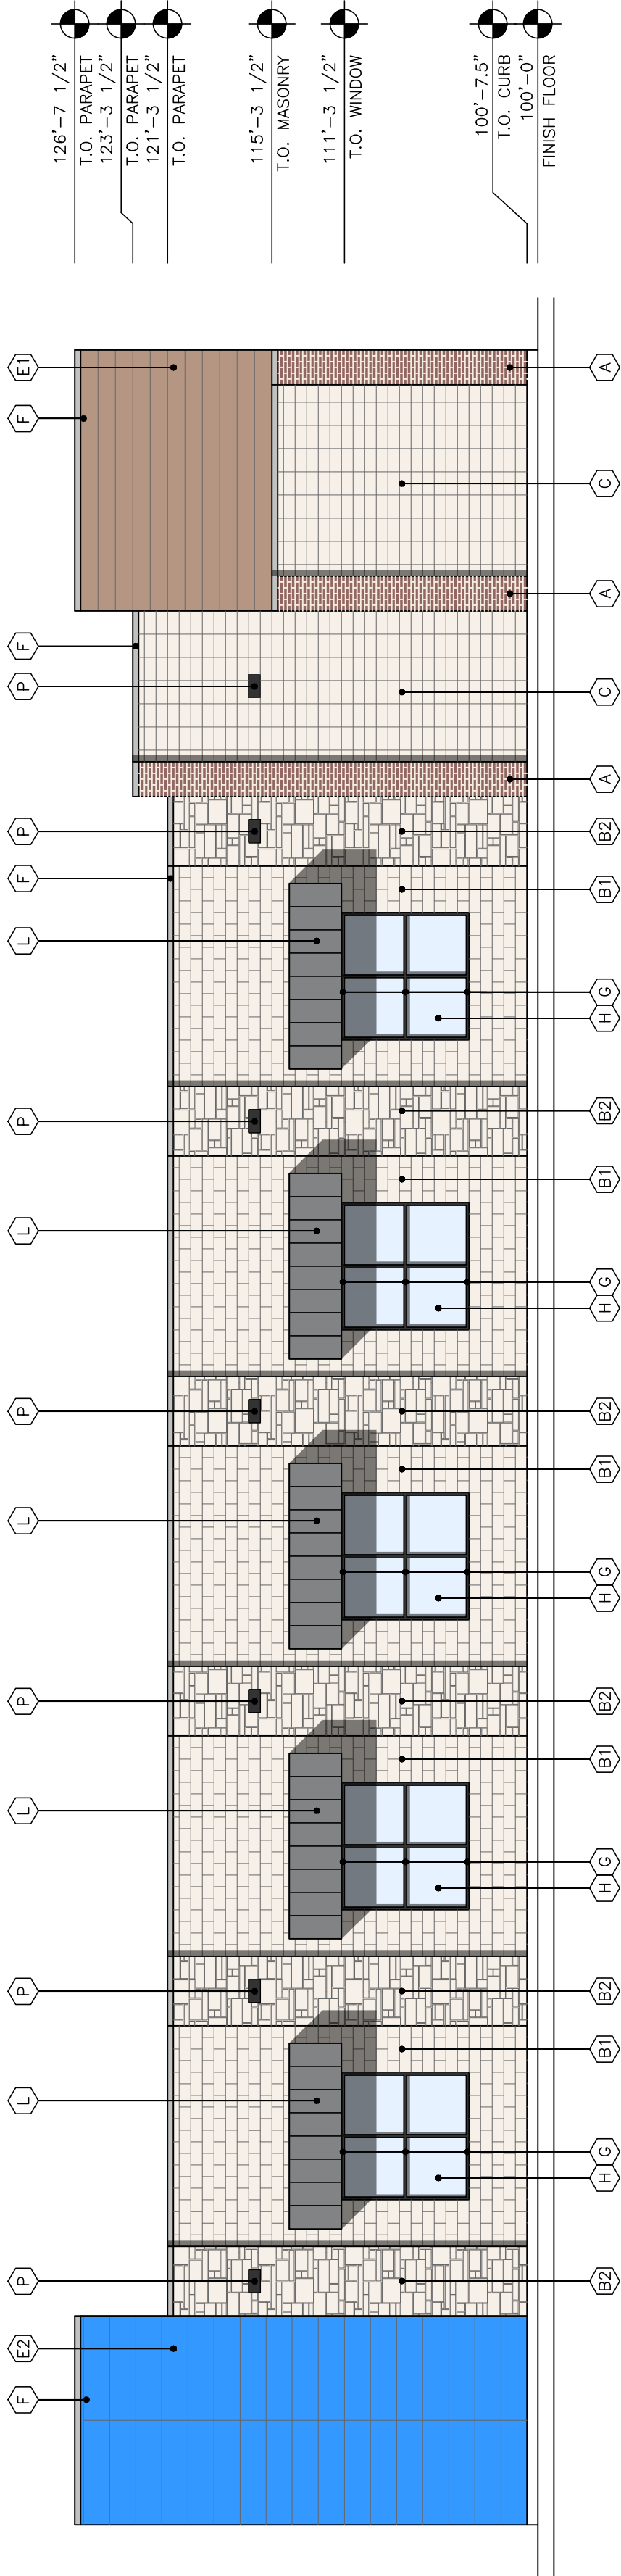 F
E2
P
L
P
L
P
L
P
L
P
L
F
P
P
F
F
E1
126'-7 1/2"
T.O. PARAPET
123'-3 1/2"
T.O. PARAPET
121'-3 1/2"
T.O. PARAPET
115'-3 1/2"
T.O. MASONRY
111'-3 1/2"
T.O. WINDOW
100'-7.5"
T.O. CURB
100'-0"
FINISH FLOOR
B2
H
G
B1
B2
H
G
B1
B2
H
G
B1
B2
H
G
B1
B2
H
G
B1
B2
A
C
A
C
A